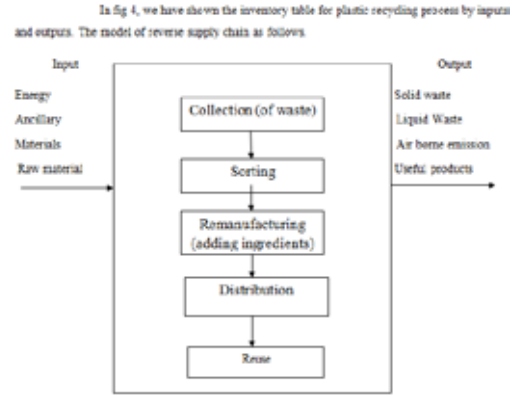 In fig 4, we have shown the inventory table for plastic recycling process by inputs
and outputs. The model of reverse supply chain as follows.
Input
Output
Energy
Ancillary
Materials
Raw material
Collection (of waste)
Sorting
Remanufacturing
(adding ingredients)
Distribution
Reuse
Solid waste
Liquid Waste
Air borne emission
Useful products